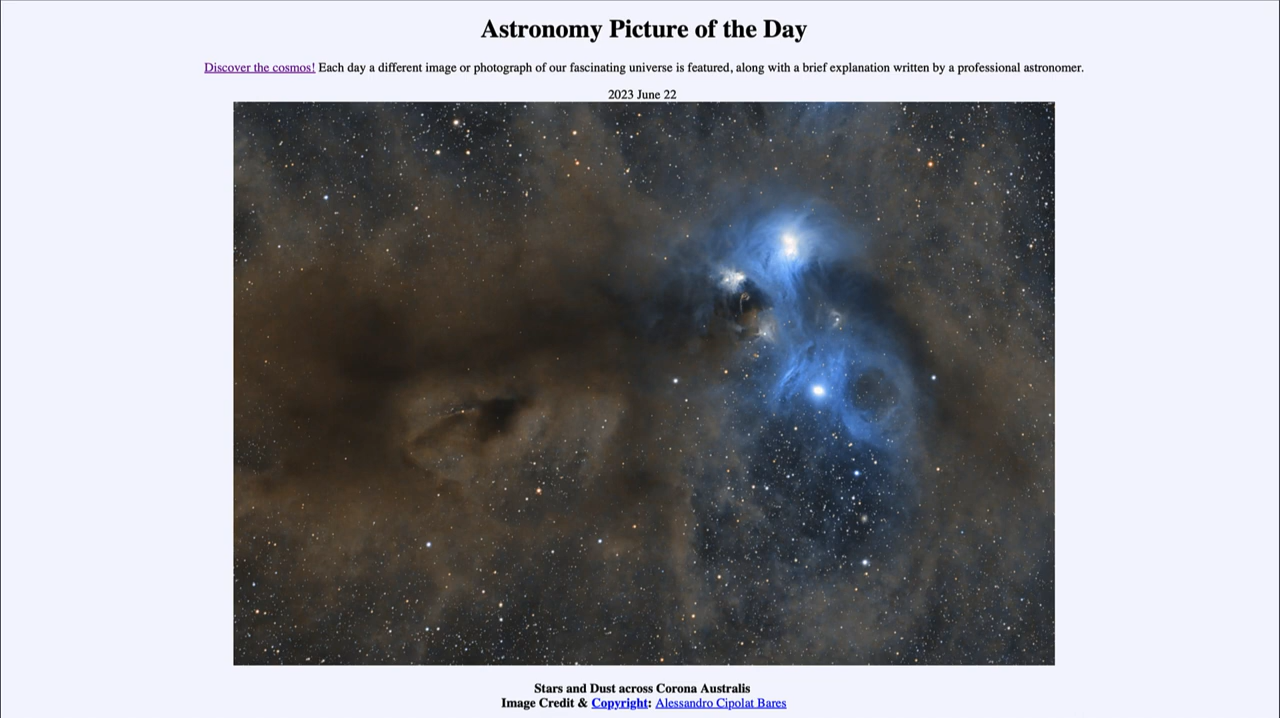 Astronomy Picture of the Day
Discover the cosmos! Each day a different image or photograph of our fascinating universe is featured, along with a brief explanation written by a professional astronomer.
2023 June 22
Stars and Dust across Corona Australis
Image Credit & Copyright: Alessandro Cipolat Bares